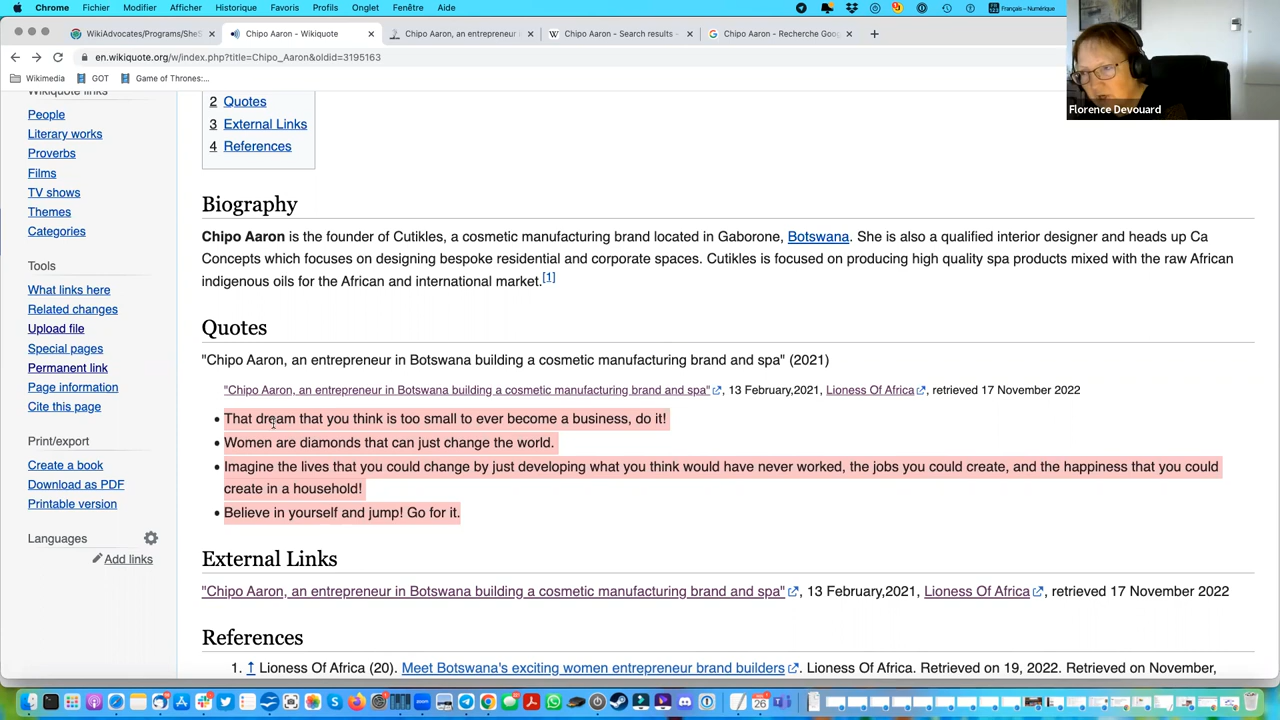 Chrome Fichier Modifier Afficher Historique Favoris Profils Onglet Fenêtre Aide
Français – Numérique
WikiAdvocates/Programs/SheS
Chipo Aaron - Wikiquote
Chipo Aaron, an entrepreneur i
Chipo Aaron - Search results –
Chipo Aaron - Recherche Goo
en.wikiquote.org/w/index.php?title=Chipo_Aaron&oldid=3195163
Wikimedia GOT Game of Thrones:...
Florence Devouard
Wikiquote links
People
Literary works
Proverbs
Films
TV shows
Themes
Categories
Tools
What links here
Related changes
Upload file
Special pages
Permanent link
Page information
Cite this page
Print/export
Create a book
Download as PDF
Printable version
Languages
Add links
2 Quotes
3 External Links
4 References
Biography
Chipo Aaron is the founder of Cutikles, a cosmetic manufacturing brand located in Gaborone, Botswana. She is also a qualified interior designer and heads up Ca
Concepts which focuses on designing bespoke residential and corporate spaces. Cutikles is focused on producing high quality spa products mixed with the raw African
indigenous oils for the African and international market.[1]
Quotes
"Chipo Aaron, an entrepreneur in Botswana building a cosmetic manufacturing brand and spa" (2021)
"Chipo Aaron, an entrepreneur in Botswana building a cosmetic manufacturing brand and spa", 13 February,2021, Lioness Of Africa, retrieved 17 November 2022
• That dream that you think is too small to ever become a business, do it!
• Women are diamonds that can just change the world.
• Imagine the lives that you could change by just developing what you think would have never worked, the jobs you could create, and the happiness that you could
create in a household!
• Believe in yourself and jump! Go for it.
External Links
"Chipo Aaron, an entrepreneur in Botswana building a cosmetic manufacturing brand and spa", 13 February,2021, Lioness Of Africa, retrieved 17 November 2022
References
1. ↑ Lioness Of Africa (20). Meet Botswana's exciting women entrepreneur brand builders. Lioness Of Africa. Retrieved on 19, 2022. Retrieved on November,
zoom
26